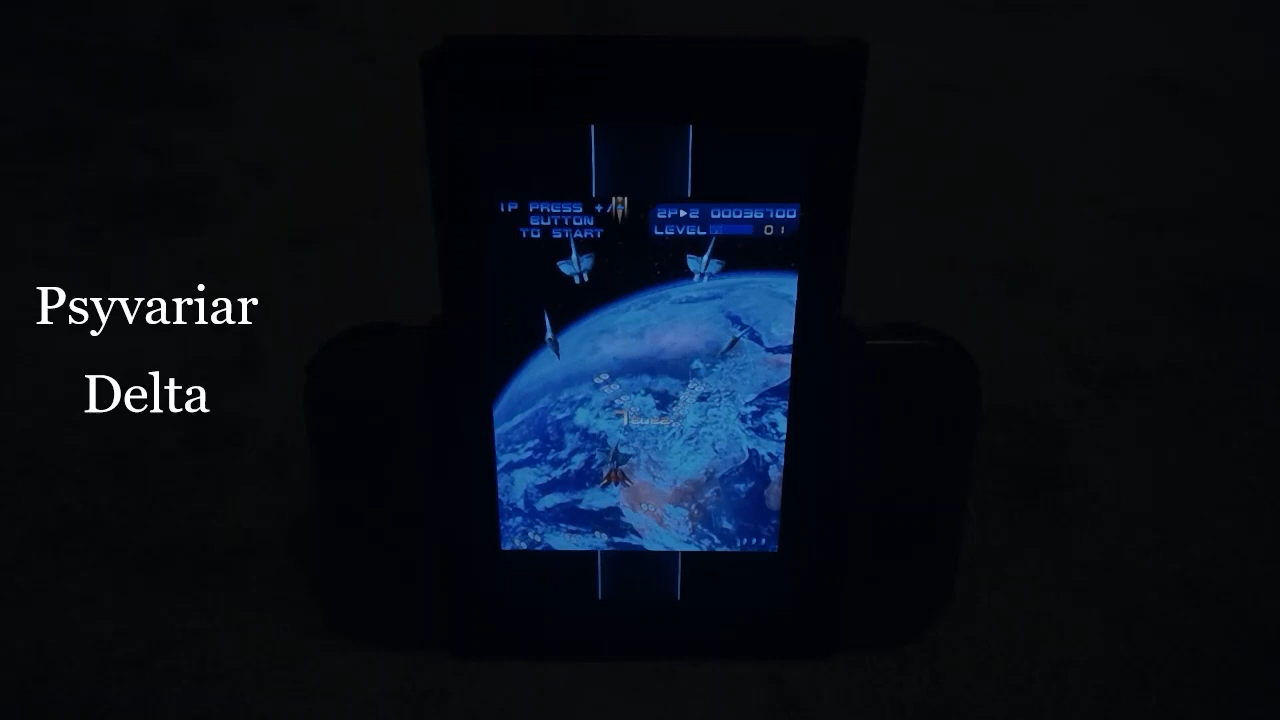 Psyvariar
Delta
1P PRESS +/-
BUTTON
TO START
2P▶2 00036700
LEVEL 01